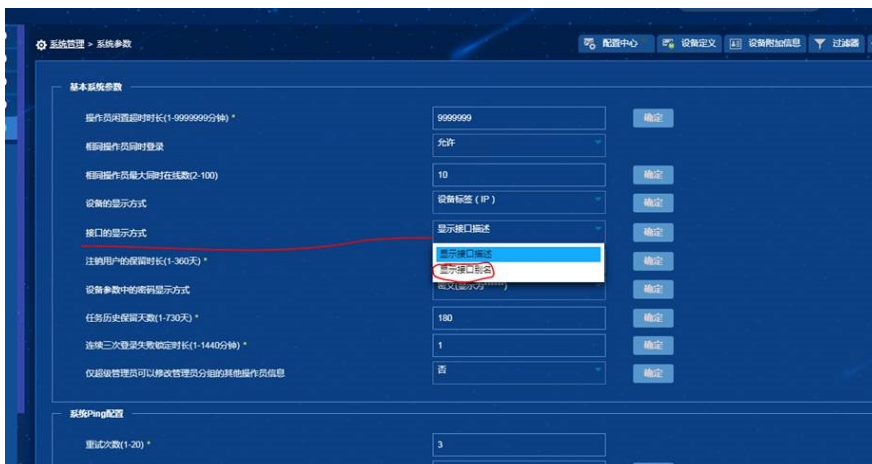 系统管理 > 系统参数
配置中心 设备定义 设备附加信息 过滤器
基本系统参数
操作员闲置超时时长(1-9999999分钟) * 9999999 确定
相同操作员同时登录 允许
相同操作员最大同时在线数(2-100) 10 确定
设备的显示方式 设备标签（IP） 确定
接口的显示方式 显示接口描述 确定
显示接口描述
注销用户的保留时长(1-360天) * 显示接口别名 确定
设备参数中的密码显示方式 密文(显示为******) 确定
任务历史保留天数(1-730天) * 180 确定
连续三次登录失败锁定时长(1-1440分钟) * 1 确定
仅超级管理员可以修改管理员分组的其他操作员信息 否 确定
系统Ping配置
重试次数(1-20) * 3